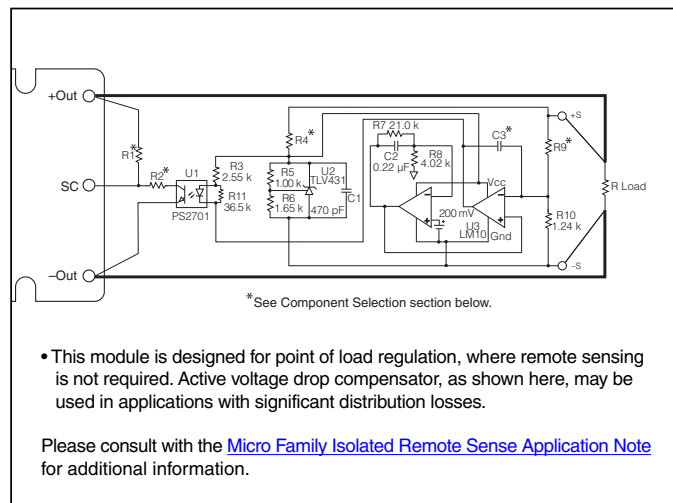 +Out
SC
–Out
R1*
R2*
U1
PS2701
R3
2.55 k
R11
36.5k
R4*
R5
1.00 k
R6
1.65 k
U2
TLV431
470 pF
C1
R7 21.0 k
C2
0.22 µF
R8
4.02 k
200 mV
Vcc
U3
LM10
Gnd
C3*
R9*
R10
1.24 k
+S
–S
R Load
*See Component Selection section below.
• This module is designed for point of load regulation, where remote sensing
is not required. Active voltage drop compensator, as shown here, may be
used in applications with significant distribution losses.
Please consult with the Micro Family Isolated Remote Sense Application Note
for additional information.